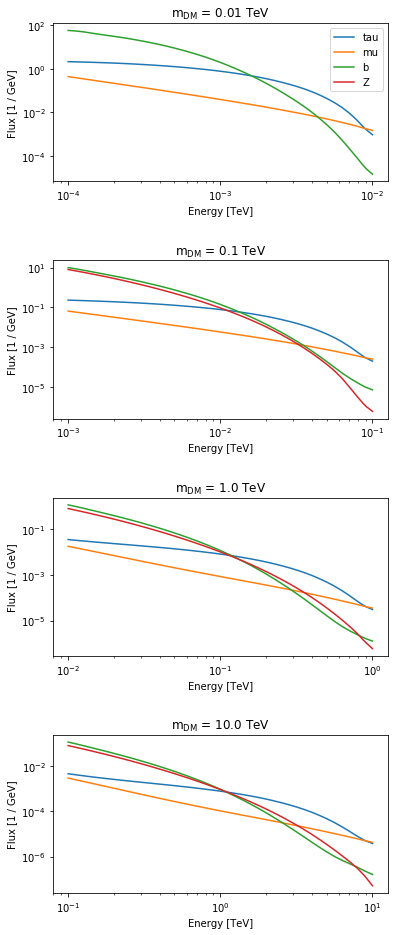 m_DM = 0.01 TeV
10^2
10^0
10^−2
10^−4
Flux [1 / GeV]
tau
mu
b
Z
10^−4
10^−3
10^−2
Energy [TeV]
m_DM = 0.1 TeV
10^1
10^−1
10^−3
10^−5
Flux [1 / GeV]
10^−3
10^−2
10^−1
Energy [TeV]
m_DM = 1.0 TeV
10^−1
10^−3
10^−5
Flux [1 / GeV]
10^−2
10^−1
10^0
Energy [TeV]
m_DM = 10.0 TeV
10^−2
10^−4
10^−6
Flux [1 / GeV]
10^−1
10^0
10^1
Energy [TeV]